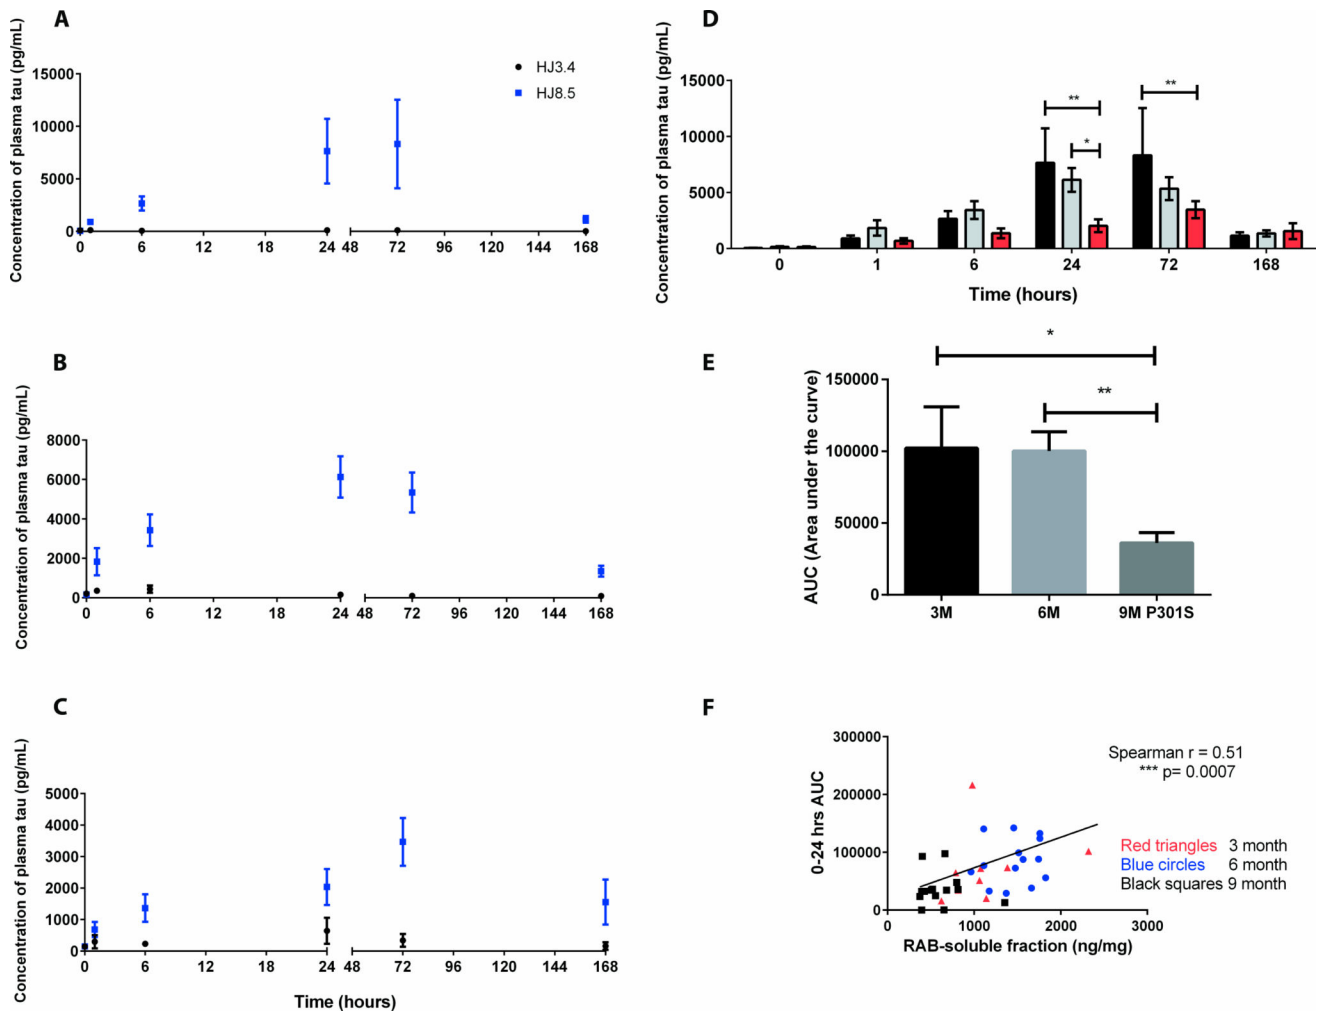 A
Concentration of plasma tau (pg/mL)
15000
10000
5000
0
0 6 12 18 24 48 72 96 120 144 168
HJ3.4
HJ8.5
B
Concentration of plasma tau (pg/mL)
8000
6000
4000
2000
0
0 6 12 18 24 48 72 96 120 144 168
C
Concentration of plasma tau (pg/mL)
5000
4000
3000
2000
1000
0
0 6 12 18 24 48 72 96 120 144 168
Time (hours)
D
Concentration of plasma tau (pg/mL)
15000
10000
5000
0
** * **
0 1 6 24 72 168
Time (hours)
E
AUC (Area under the curve)
150000
100000
50000
0
*
**
3M 6M 9M P301S
F
0-24 hrs AUC
300000
200000
100000
0
0 1000 2000 3000
RAB-soluble fraction (ng/mg)
Spearman r = 0.51
*** p= 0.0007
Red triangles 3 month
Blue circles 6 month
Black squares 9 month